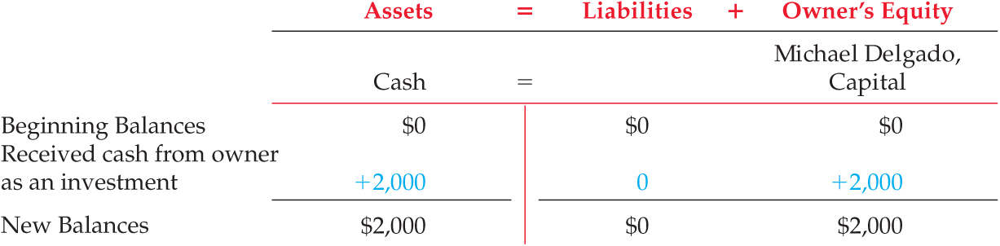 Assets = Liabilities + Owner's Equity
Michael Delgado,
Cash = Capital
Beginning Balances $0 $0 $0
Received cash from owner
as an investment +2,000 0 +2,000
New Balances $2,000 $0 $2,000